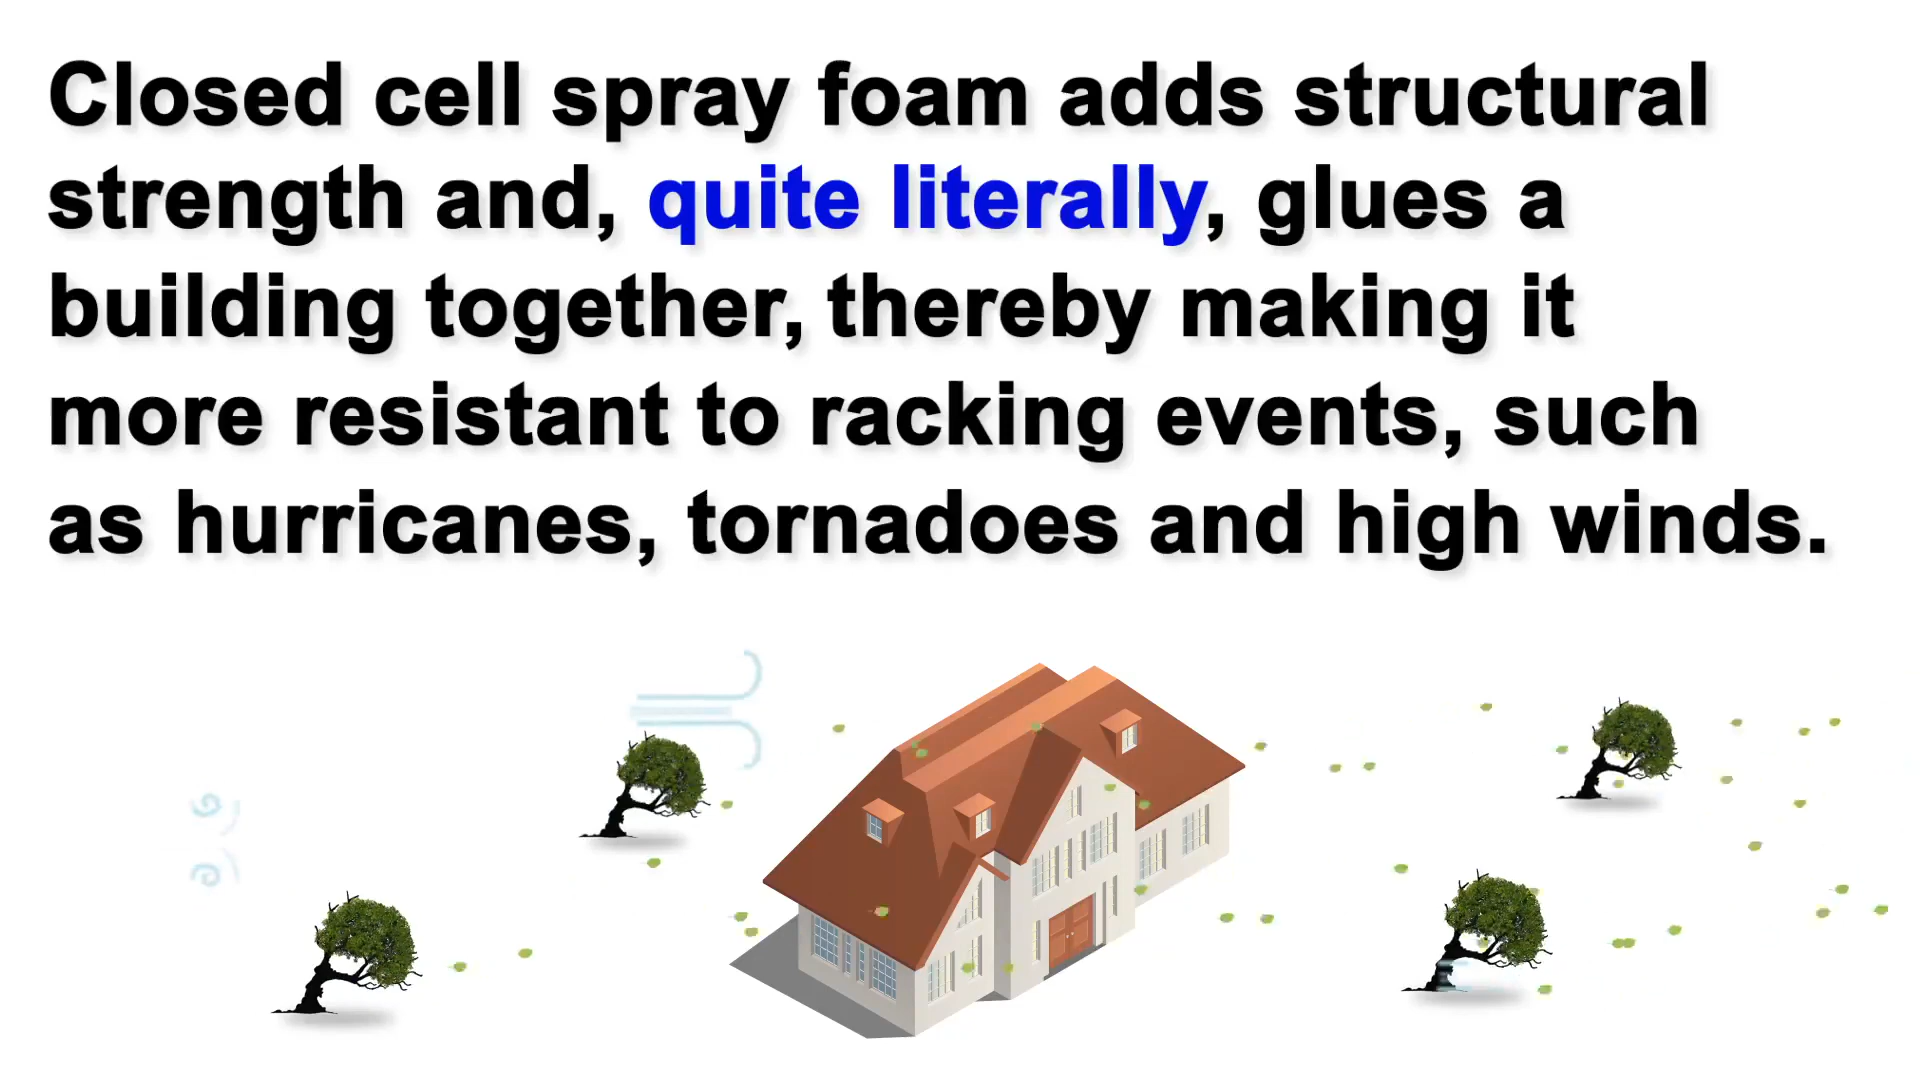 Closed cell spray foam adds structural
strength and, quite literally, glues a
building together, thereby making it
more resistant to racking events, such
as hurricanes, tornadoes and high winds.